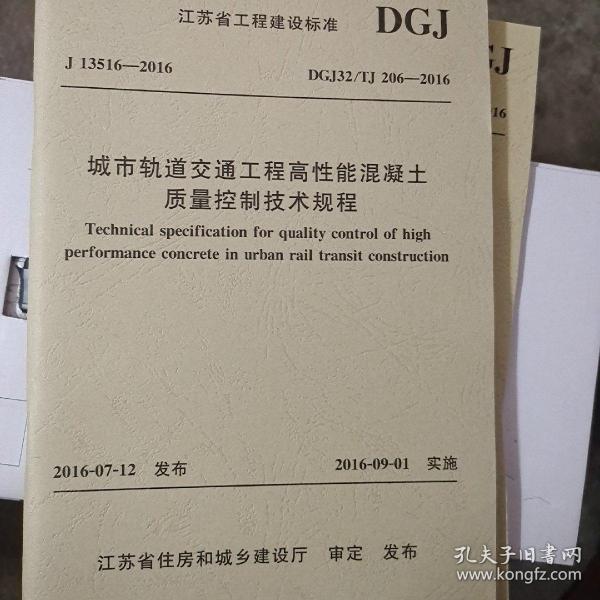 江苏省工程建设标准 DGJ
J 13516—2016 DGJ32/TJ 206—2016
城市轨道交通工程高性能混凝土
质量控制技术规程
Technical specification for quality control of high
performance concrete in urban rail transit construction
2016-07-12 发布 2016-09-01 实施
江苏省住房和城乡建设厅 审定 发布
GJ
16
孔夫子旧书网
www.kongfz.com